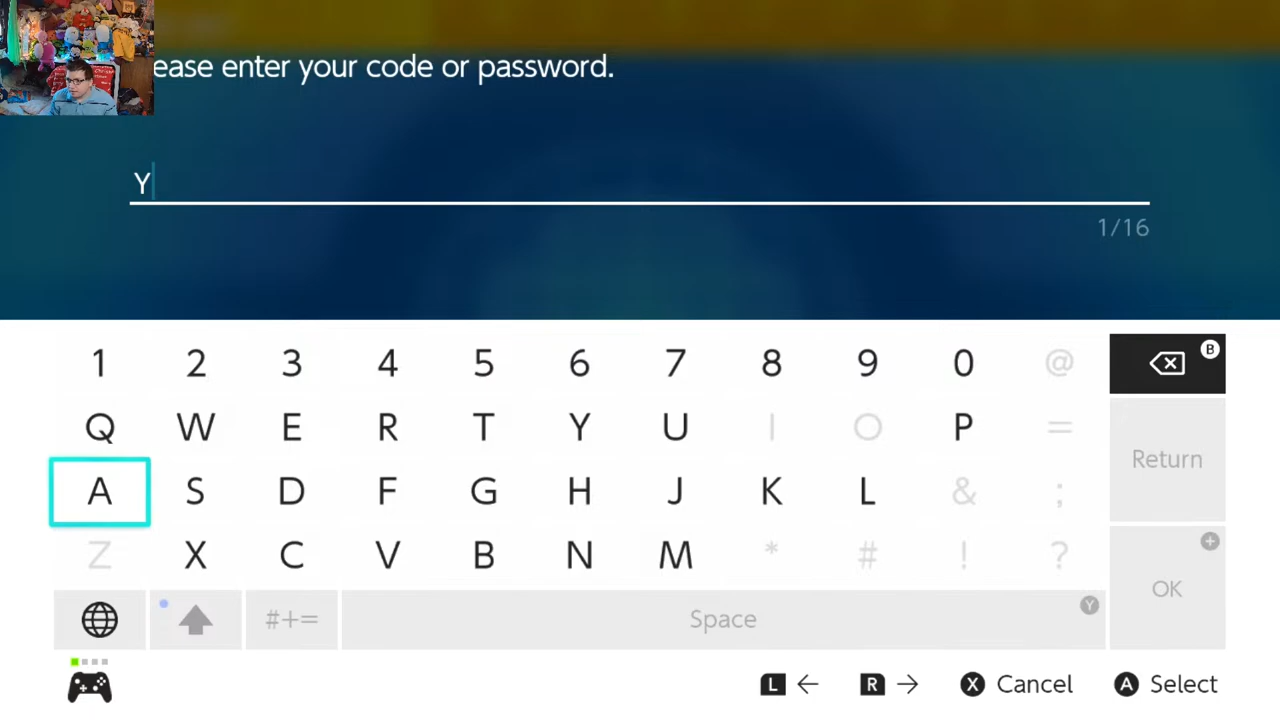 ease enter your code or password.
Y
1/16
1 2 3 4 5 6 7 8 9 0 @ B
Q W E R T Y U I O P =
Return
A S D F G H J K L & ;
Z X C V B N M * # ! ? +
OK
#+= Space Y
L ← R → X Cancel A Select